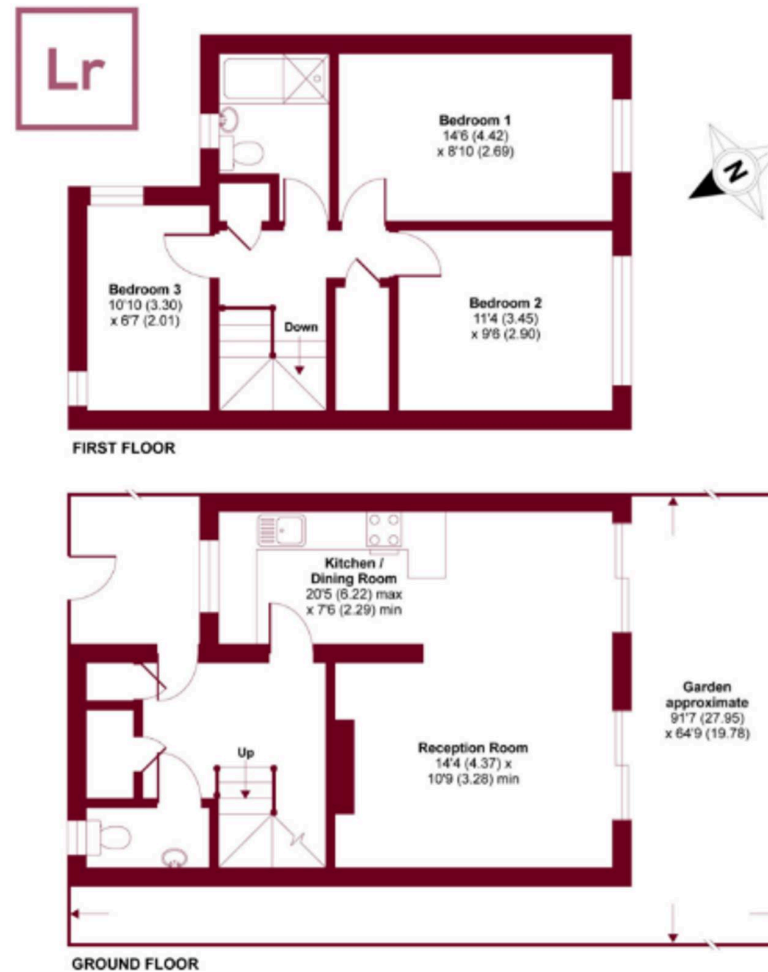 Lr
Bedroom 1
14'6 (4.42)
x 8'10 (2.69)
N
Bedroom 3
10'10 (3.30)
x 6'7 (2.01)
Bedroom 2
11'4 (3.45)
x 9'6 (2.90)
Down
FIRST FLOOR
Kitchen /
Dining Room
20'5 (6.22) max
x 7'6 (2.29) min
Garden
approximate
91'7 (27.95)
x 64'9 (19.78)
Up
Reception Room
14'4 (4.37) x
10'9 (3.28) min
GROUND FLOOR